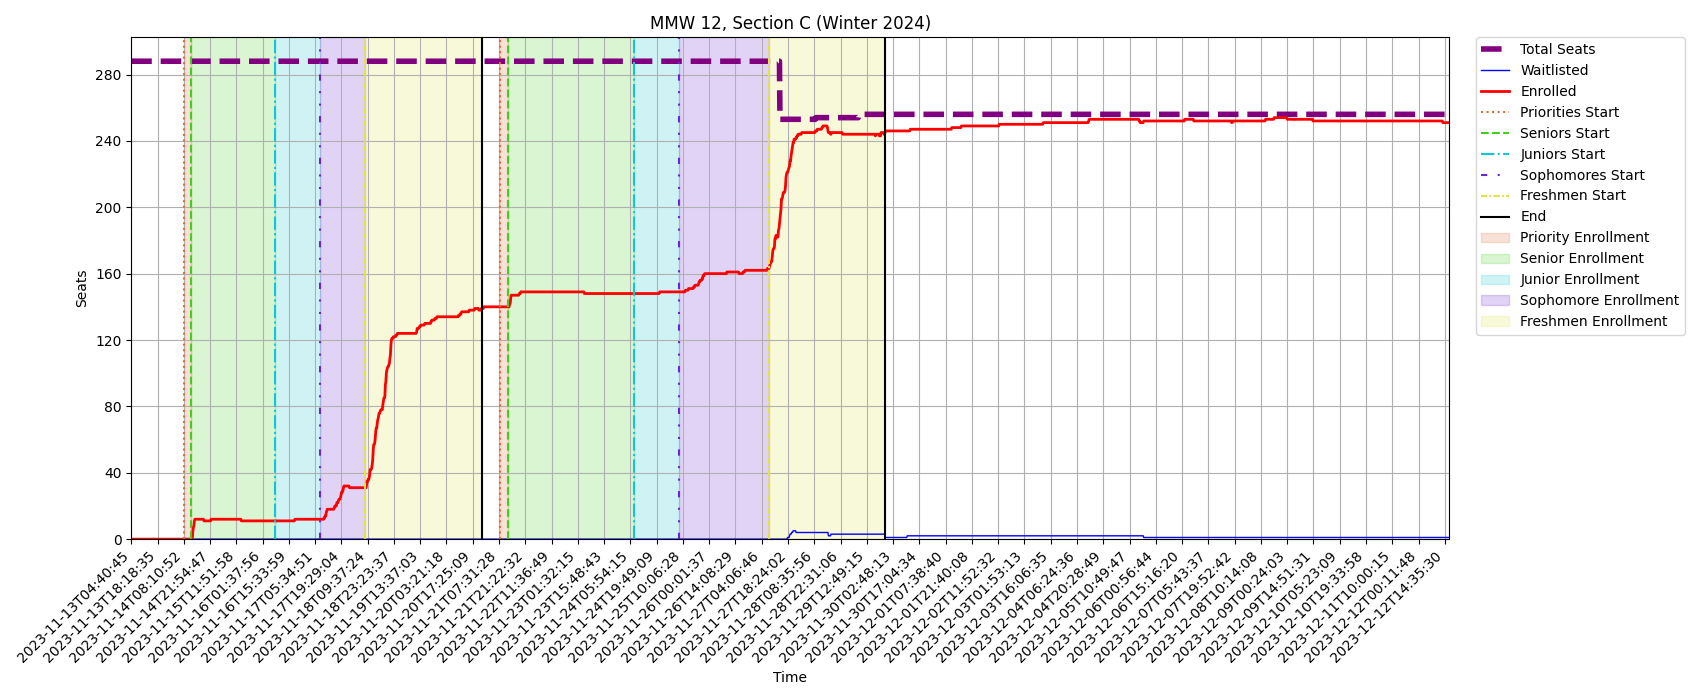 MMW 12, Section C (Winter 2024)
Total Seats
Waitlisted
Enrolled
Priorities Start
Seniors Start
Juniors Start
Sophomores Start
Freshmen Start
End
Priority Enrollment
Senior Enrollment
Junior Enrollment
Sophomore Enrollment
Freshmen Enrollment
Seats
280
240
200
160
120
80
40
0
2023-11-13T04:40:45
2023-11-13T18:18:35
2023-11-14T08:10:52
2023-11-14T21:54:47
2023-11-15T11:51:58
2023-11-16T01:37:56
2023-11-16T15:33:59
2023-11-17T05:34:51
2023-11-17T19:29:04
2023-11-18T09:37:24
2023-11-18T23:23:37
2023-11-19T13:37:03
2023-11-20T03:21:18
2023-11-20T17:25:09
2023-11-21T07:31:28
2023-11-21T21:22:32
2023-11-22T11:36:49
2023-11-23T01:32:15
2023-11-23T15:48:43
2023-11-24T05:54:15
2023-11-24T19:49:09
2023-11-25T10:06:28
2023-11-26T00:01:37
2023-11-26T14:08:29
2023-11-27T04:06:46
2023-11-27T18:24:02
2023-11-28T08:35:56
2023-11-28T22:31:06
2023-11-29T12:49:15
2023-11-30T02:48:13
2023-11-30T17:04:34
2023-12-01T07:38:40
2023-12-01T21:40:08
2023-12-02T11:52:32
2023-12-03T01:53:13
2023-12-03T16:06:35
2023-12-04T06:24:36
2023-12-04T20:28:49
2023-12-05T10:49:47
2023-12-06T00:56:44
2023-12-06T15:16:20
2023-12-07T05:43:37
2023-12-07T19:52:42
2023-12-08T10:14:08
2023-12-09T00:24:03
2023-12-09T14:51:31
2023-12-10T05:23:09
2023-12-10T19:33:58
2023-12-11T10:00:15
2023-12-12T00:11:48
2023-12-12T14:35:30
Time